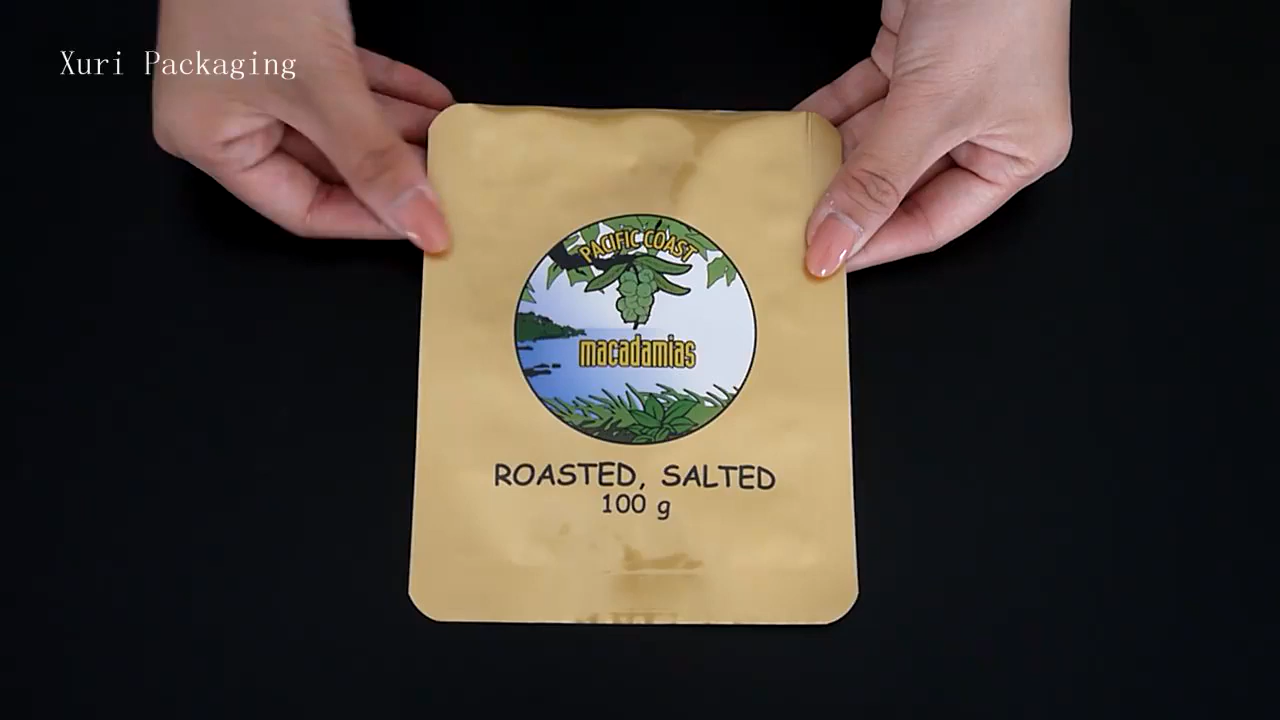 Xuri Packaging
PACIFIC COAST
macadamias
ROASTED, SALTED
100 g